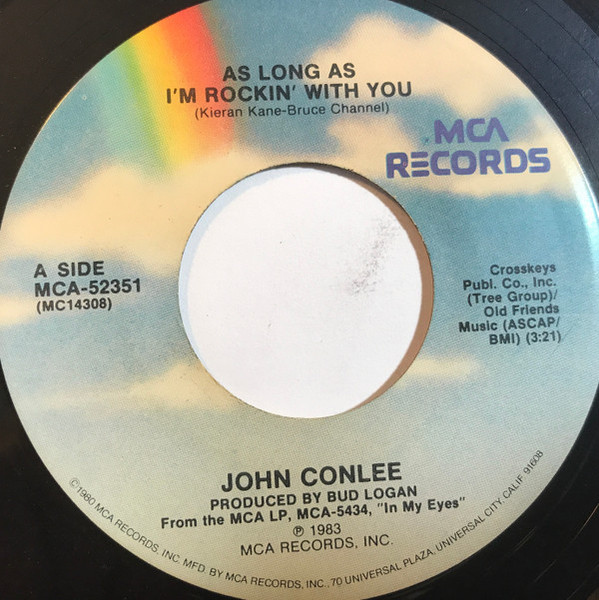 AS LONG AS
I'M ROCKIN' WITH YOU
(Kieran Kane-Bruce Channel)
MCA
RECORDS
A SIDE
MCA-52351
(MC14308)
Crosskeys
Publ. Co., Inc.
(Tree Group)/
Old Friends
Music (ASCAP/
BMI) (3:21)
JOHN CONLEE
PRODUCED BY BUD LOGAN
From the MCA LP, MCA-5434, "In My Eyes"
℗ 1983
MCA RECORDS, INC.
©1980 MCA RECORDS, INC. MFD. BY MCA RECORDS, INC., 70 UNIVERSAL PLAZA, UNIVERSAL CITY, CALIF. 91608